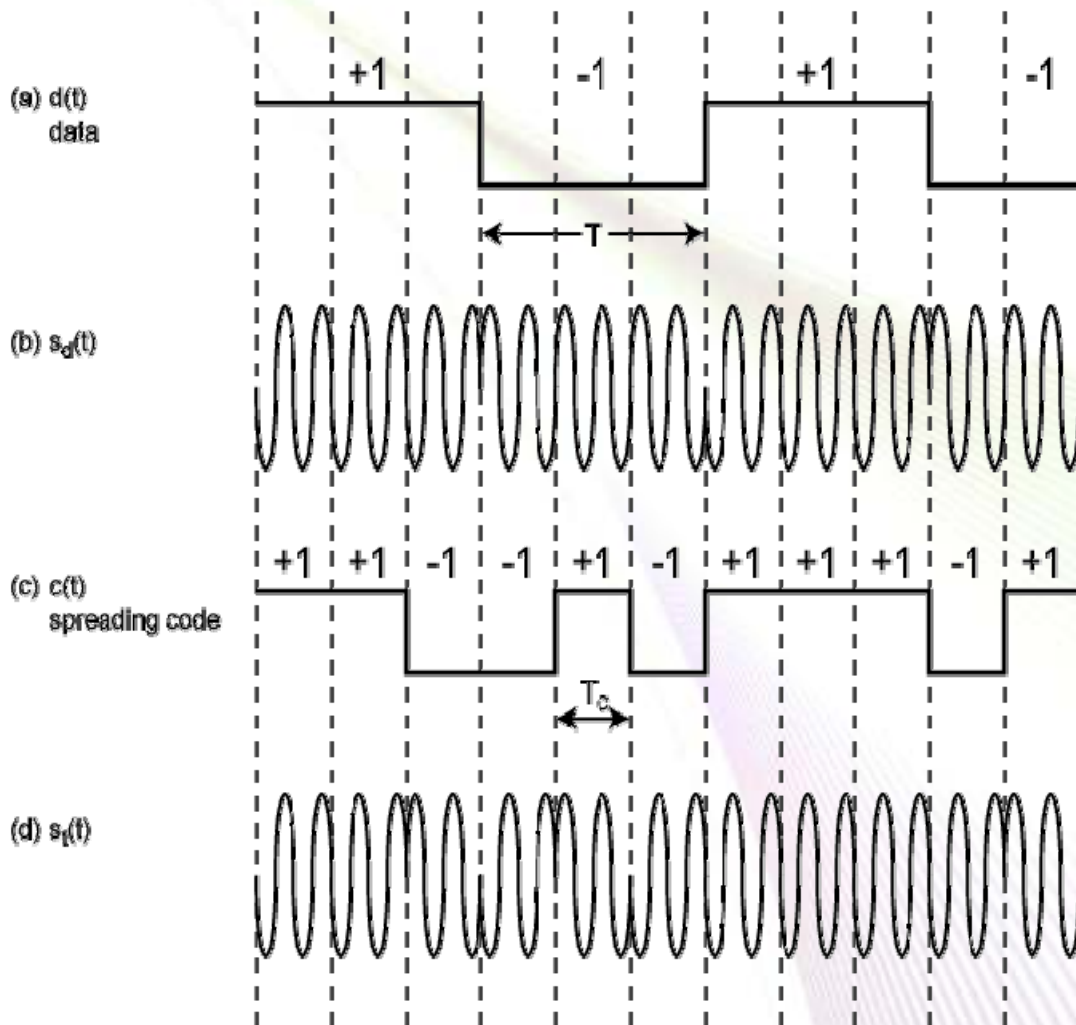 +1 -1 +1 -1
(a) d(t)
data
T
(b) s_d(t)
+1 +1 -1 -1 +1 -1 +1 +1 +1 -1 +1
(c) c(t)
spreading code
T_c
(d) s_t(t)